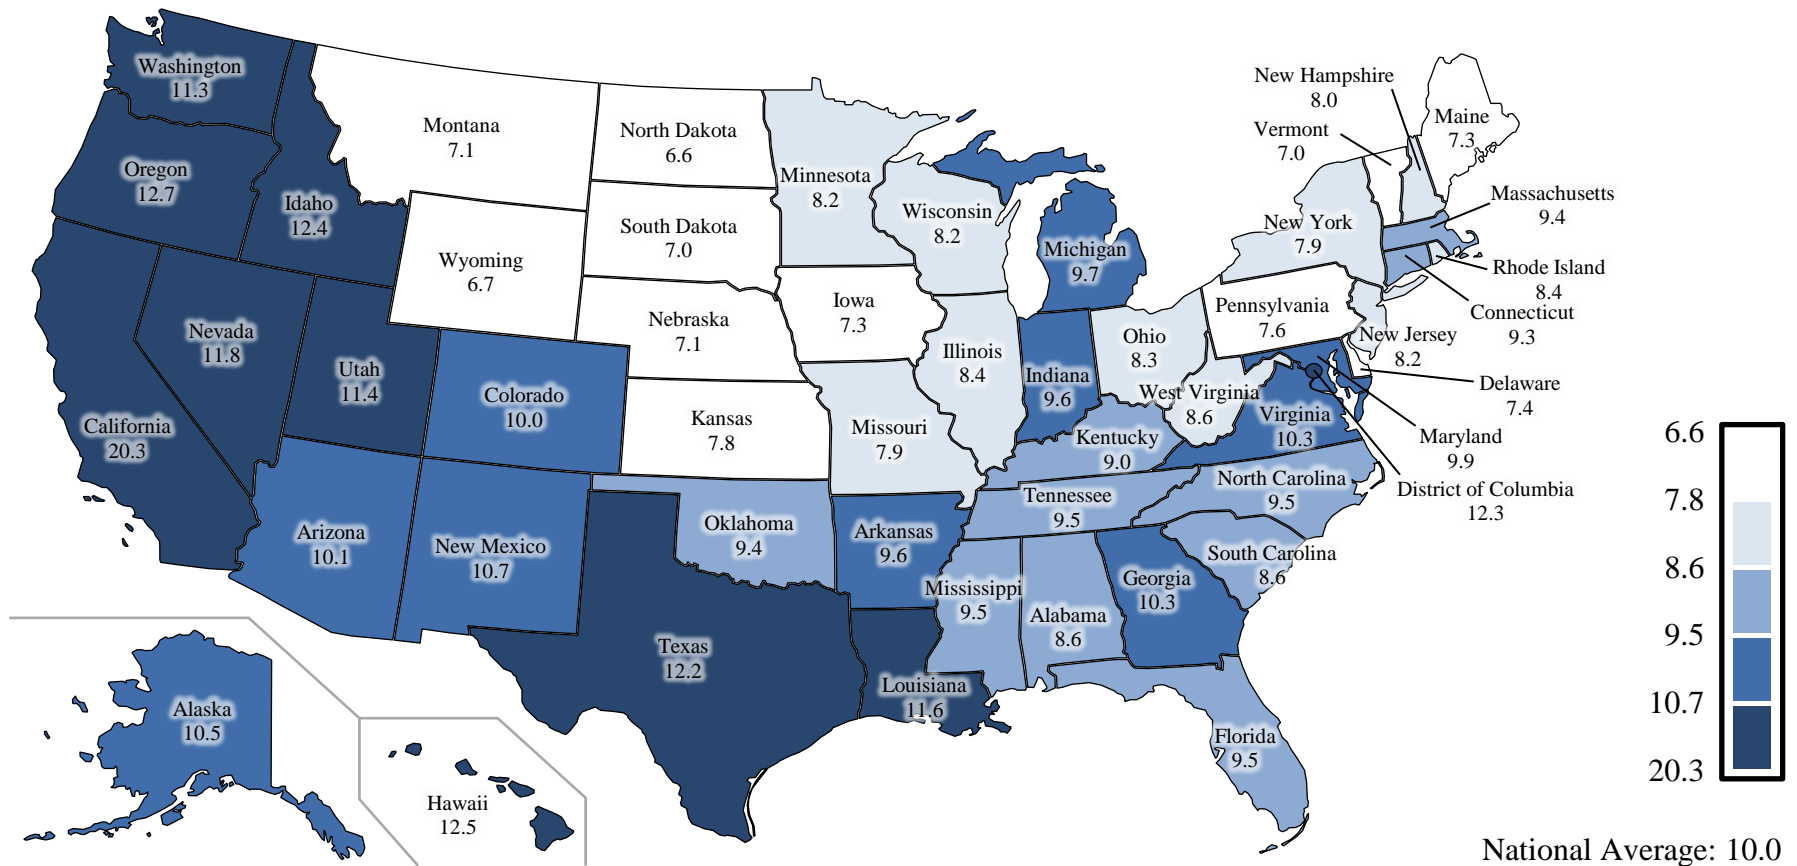 Washington
11.3
Oregon
12.7
Idaho
12.4
Montana
7.1
North Dakota
6.6
Minnesota
8.2
Wisconsin
8.2
Michigan
9.7
New Hampshire
8.0
Vermont
7.0
Maine
7.3
Massachusetts
9.4
Rhode Island
8.4
Connecticut
9.3
New York
7.9
South Dakota
7.0
Wyoming
6.7
Iowa
7.3
Nebraska
7.1
Pennsylvania
7.6
New Jersey
8.2
Delaware
7.4
Maryland
9.9
District of Columbia
12.3
Nevada
11.8
Utah
11.4
Colorado
10.0
California
20.3
Kansas
7.8
Missouri
7.9
Illinois
8.4
Indiana
9.6
Ohio
8.3
West Virginia
8.6
Virginia
10.3
Kentucky
9.0
Tennessee
9.5
North Carolina
9.5
South Carolina
8.6
Arizona
10.1
New Mexico
10.7
Oklahoma
9.4
Arkansas
9.6
Mississippi
9.5
Alabama
8.6
Georgia
10.3
Texas
12.2
Louisiana
11.6
Florida
9.5
Alaska
10.5
Hawaii
12.5
6.6
7.8
8.6
9.5
10.7
20.3
National Average: 10.0